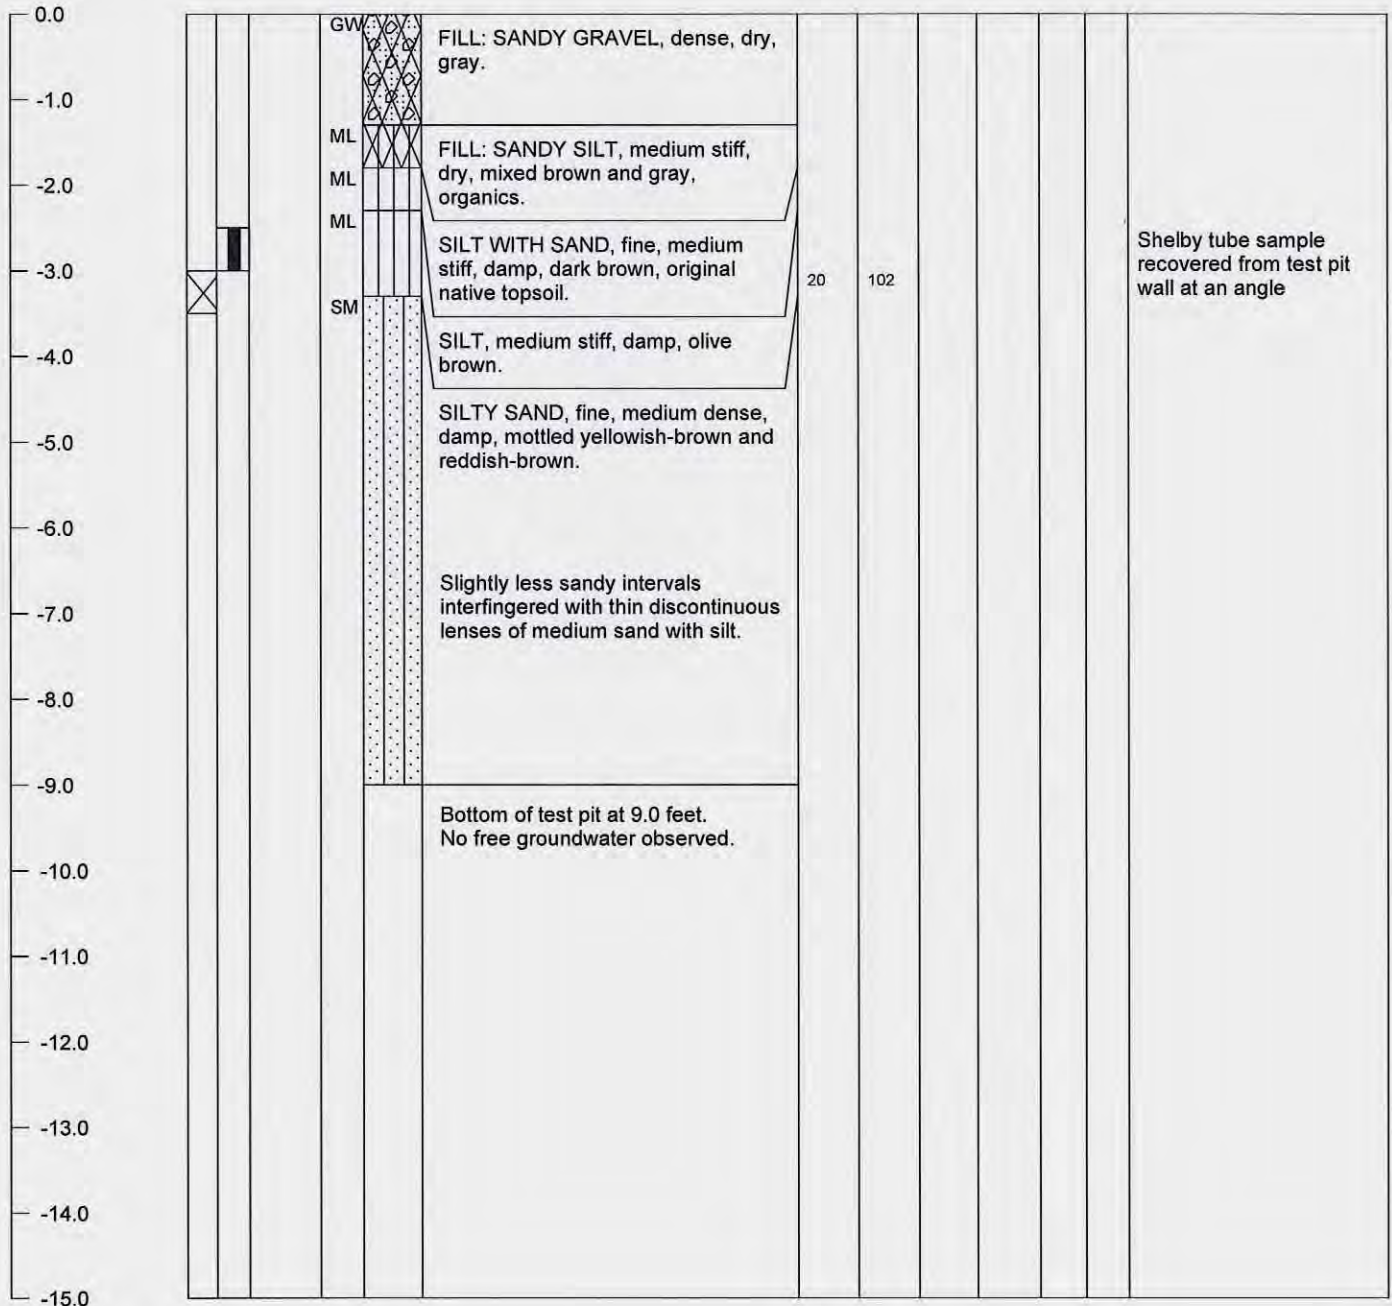 0.0
-1.0
-2.0
-3.0
-4.0
-5.0
-6.0
-7.0
-8.0
-9.0
-10.0
-11.0
-12.0
-13.0
-14.0
-15.0
GW
ML
ML
ML
SM
FILL: SANDY GRAVEL, dense, dry,
gray.
FILL: SANDY SILT, medium stiff,
dry, mixed brown and gray,
organics.
SILT WITH SAND, fine, medium
stiff, damp, dark brown, original
native topsoil.
SILT, medium stiff, damp, olive
brown.
SILTY SAND, fine, medium dense,
damp, mottled yellowish-brown and
reddish-brown.
Slightly less sandy intervals
interfingered with thin discontinuous
lenses of medium sand with silt.
Bottom of test pit at 9.0 feet.
No free groundwater observed.
20
102
Shelby tube sample
recovered from test pit
wall at an angle